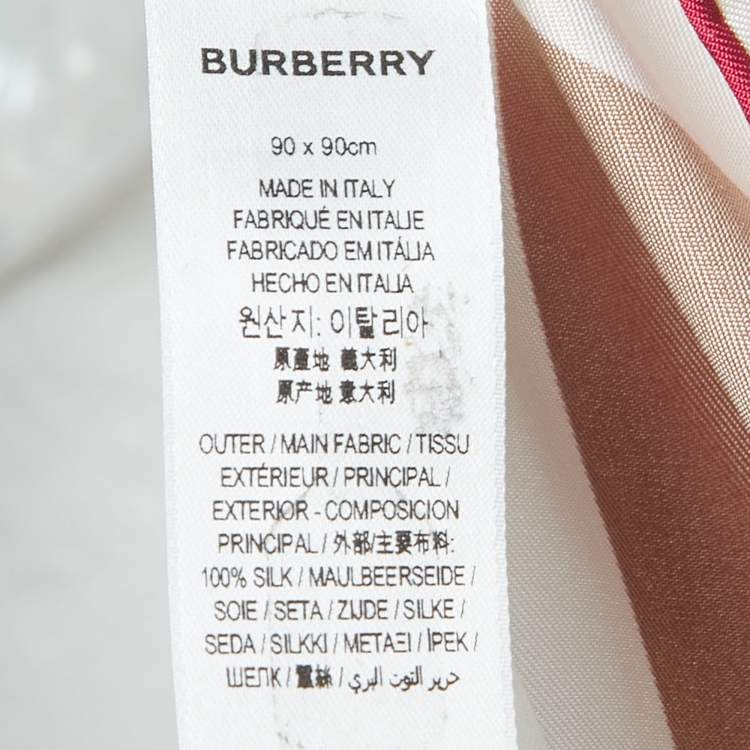 BURBERRY
90 x 90cm
MADE IN ITALY
FABRIQUÉ EN ITALIE
FABRICADO EM ITÁLIA
HECHO EN ITALIA
원산지: 이탈리아
原產地 義大利
原产地 意大利
OUTER / MAIN FABRIC / TISSU
EXTÉRIEUR / PRINCIPAL /
EXTERIOR - COMPOSICION
PRINCIPAL / 外部/主要布料:
100% SILK / MAULBEERSEIDE /
SOIE / SETA / ZIJDE / SILKE /
SEDA / SILKKI / ΜΕΤΑΞΙ / İPEK /
ШЕЛК / 蠶絲 / حرير التوت البري /